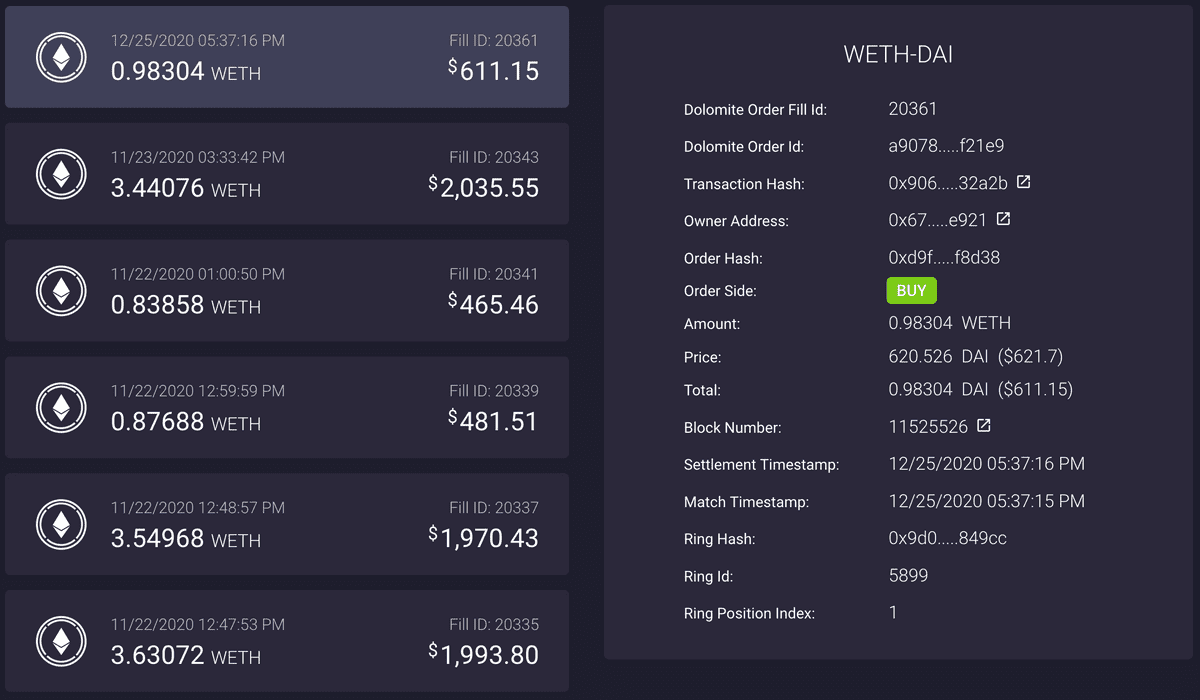 12/25/2020 05:37:16 PM Fill ID: 20361
0.98304 WETH $611.15
11/23/2020 03:33:42 PM Fill ID: 20343
3.44076 WETH $2,035.55
11/22/2020 01:00:50 PM Fill ID: 20341
0.83858 WETH $465.46
11/22/2020 12:59:59 PM Fill ID: 20339
0.87688 WETH $481.51
11/22/2020 12:48:57 PM Fill ID: 20337
3.54968 WETH $1,970.43
11/22/2020 12:47:53 PM Fill ID: 20335
3.63072 WETH $1,993.80
WETH-DAI
Dolomite Order Fill Id: 20361
Dolomite Order Id: a9078.....f21e9
Transaction Hash: 0x906.....32a2b
Owner Address: 0x67.....e921
Order Hash: 0xd9f.....f8d38
Order Side: BUY
Amount: 0.98304 WETH
Price: 620.526 DAI ($621.7)
Total: 0.98304 DAI ($611.15)
Block Number: 11525526
Settlement Timestamp: 12/25/2020 05:37:16 PM
Match Timestamp: 12/25/2020 05:37:15 PM
Ring Hash: 0x9d0.....849cc
Ring Id: 5899
Ring Position Index: 1